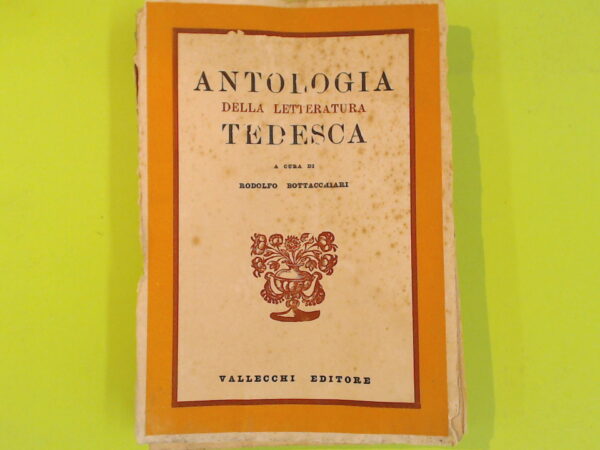 ANTOLOGIA
DELLA LETTERATURA
TEDESCA
A CURA DI
RODOLFO BOTTACCHIARI
VALLECCHI EDITORE